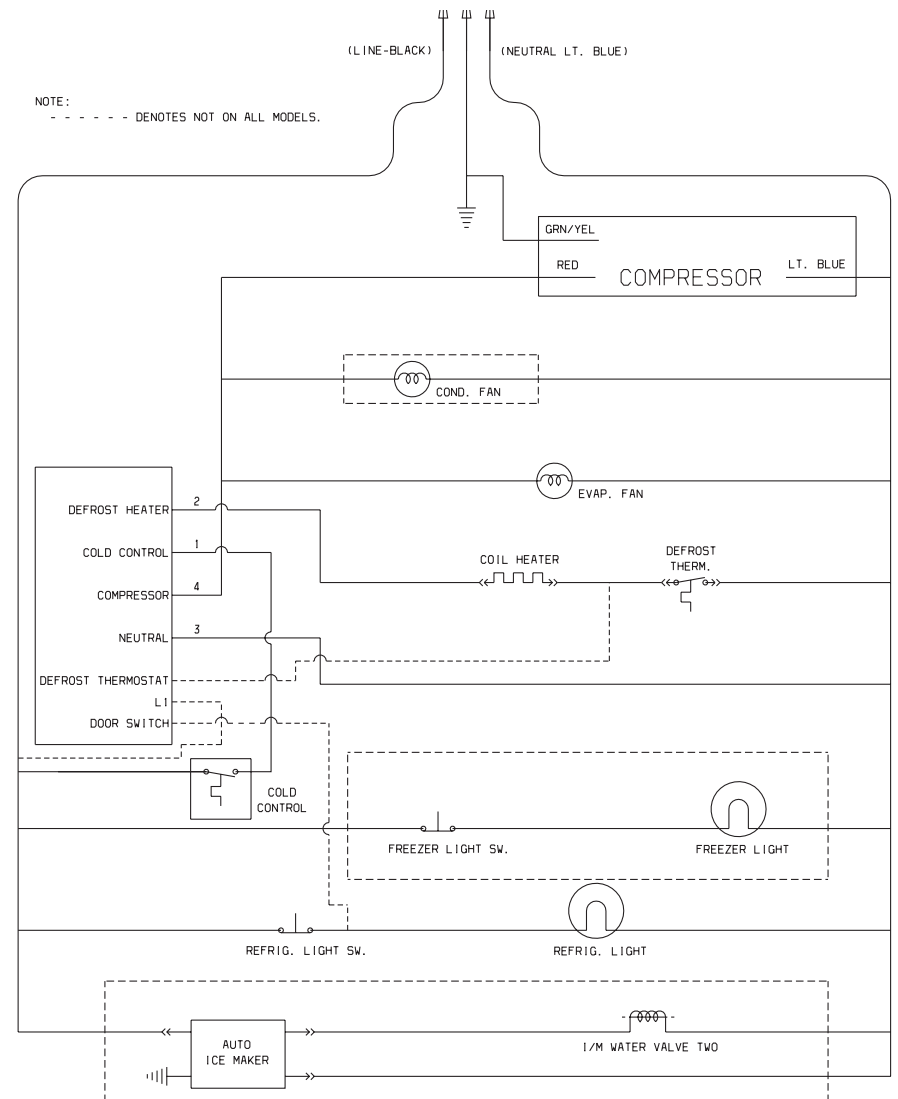 (LINE-BLACK)
(NEUTRAL LT. BLUE)
NOTE:
- - - - - - DENOTES NOT ON ALL MODELS.
GRN/YEL
RED
COMPRESSOR
LT. BLUE
COND. FAN
EVAP. FAN
DEFROST HEATER
2
COLD CONTROL
1
COMPRESSOR
4
NEUTRAL
3
DEFROST THERMOSTAT
L1
DOOR SWITCH
COIL HEATER
DEFROST
THERM.
COLD
CONTROL
FREEZER LIGHT SW.
FREEZER LIGHT
REFRIG. LIGHT SW.
REFRIG. LIGHT
AUTO
ICE MAKER
I/M WATER VALVE TWO